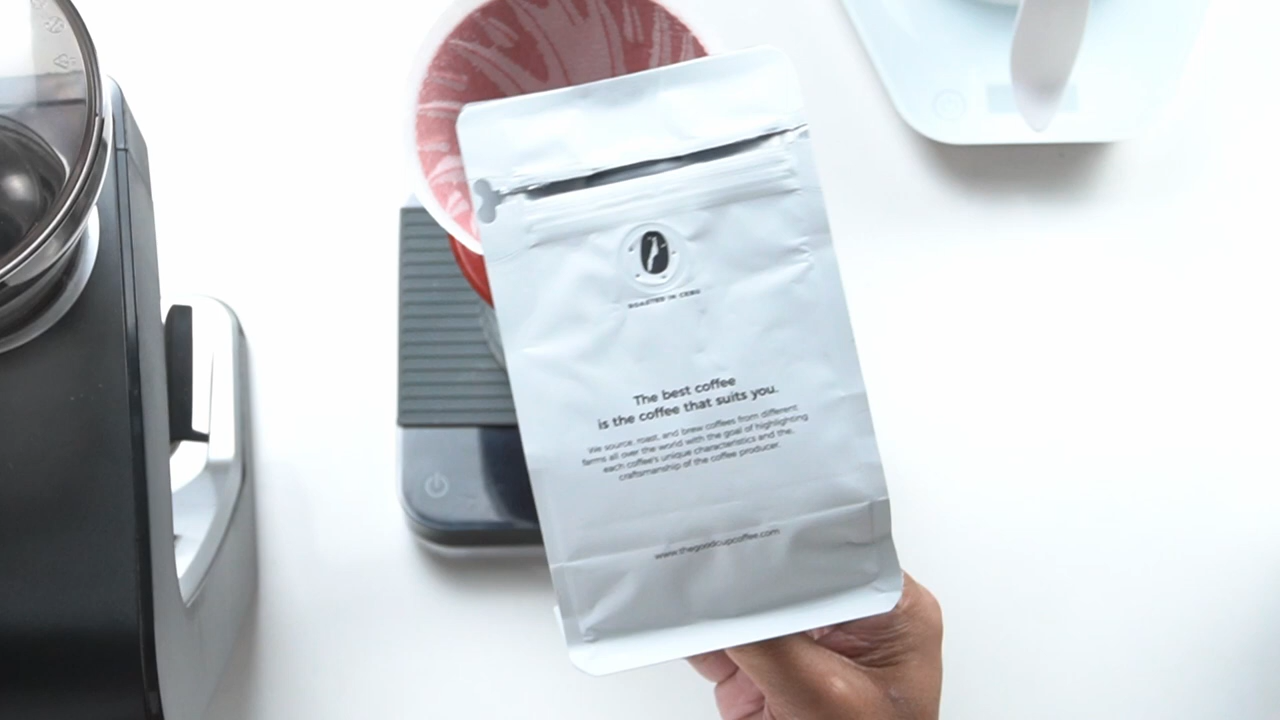 ROASTED IN CEBU
The best coffee
is the coffee that suits you.
We source, roast, and brew coffees from different
farms all over the world with the goal of highlighting
each coffee's unique characteristics and the
craftsmanship of the coffee producer.
www.thegoodcupcoffee.com